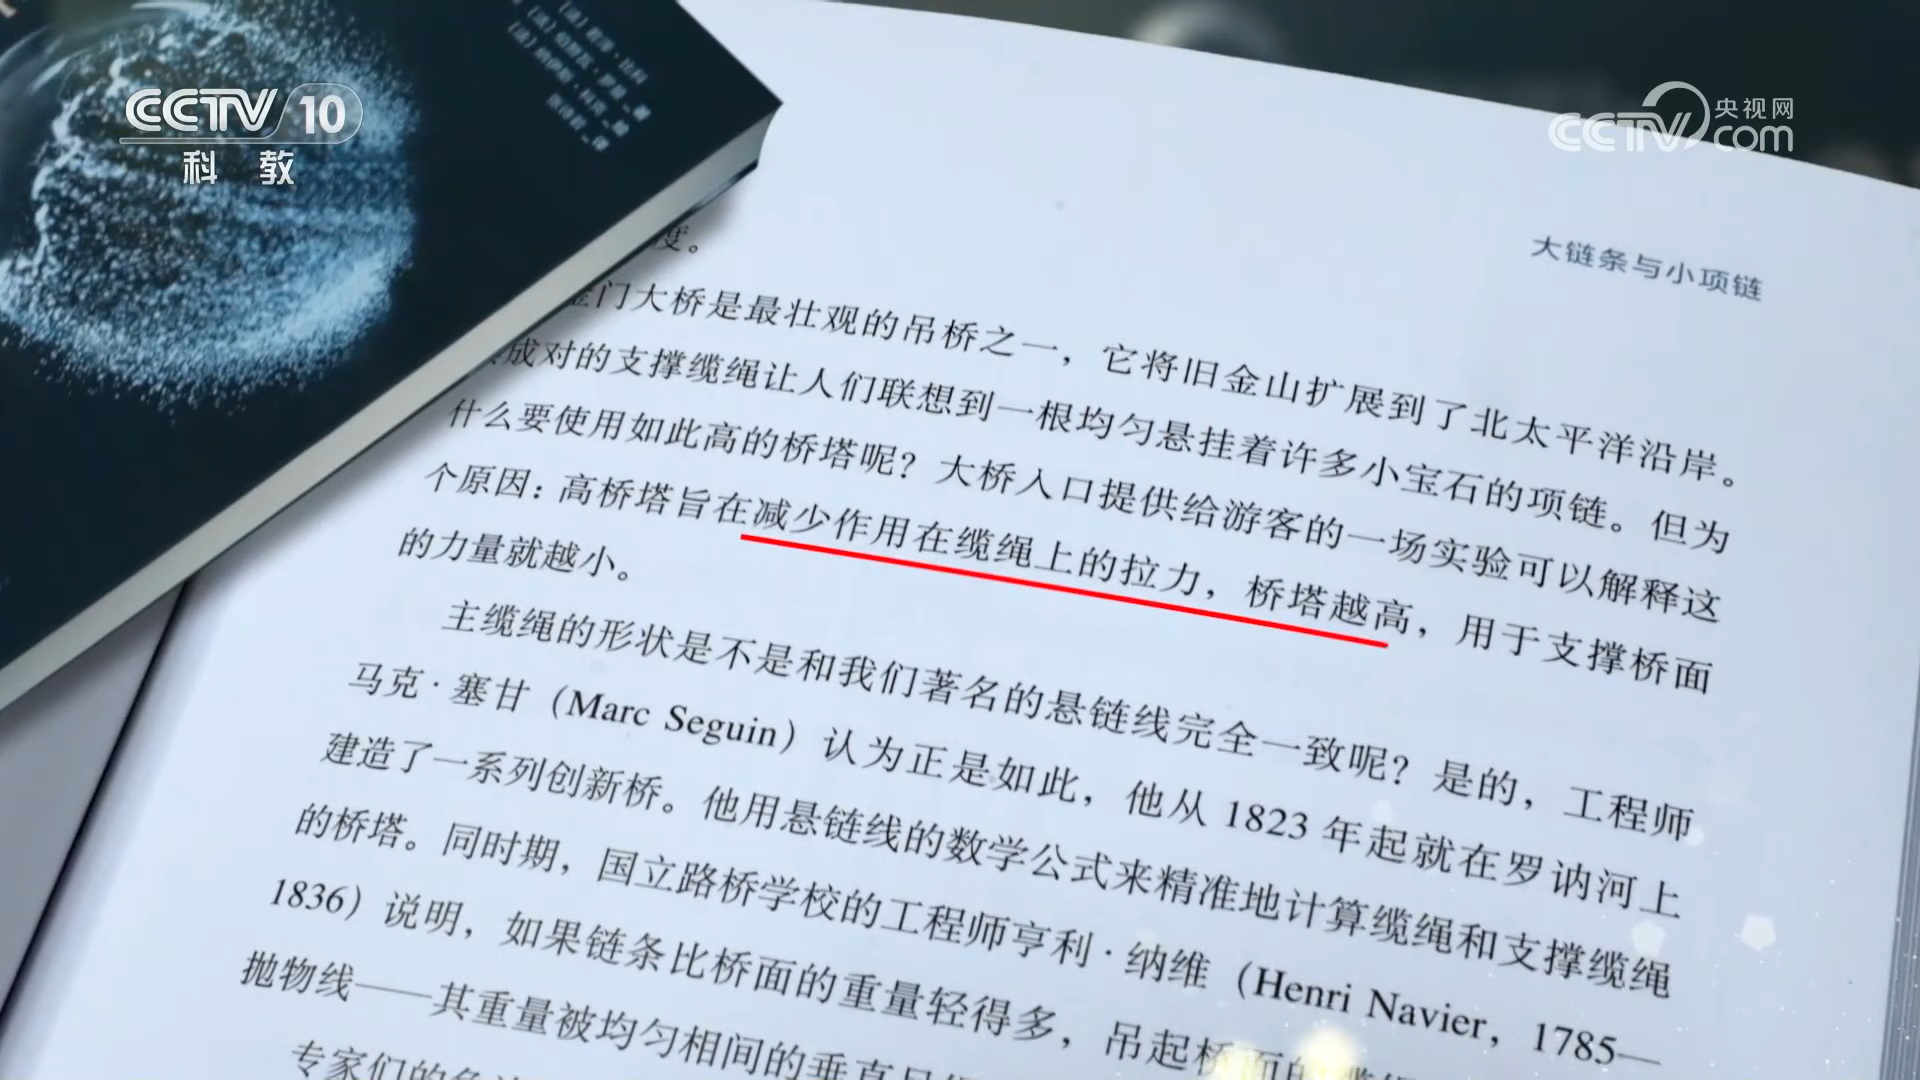 CCTV 10
科教
央视网
CCTV.com
大链条与小项链
度。
金门大桥是最壮观的吊桥之一，它将旧金山扩展到了北太平洋沿岸。
成对的支撑缆绳让人们联想到一根均匀悬挂着许多小宝石的项链。但为
什么要使用如此高的桥塔呢？大桥入口提供给游客的一场实验可以解释这
个原因：高桥塔旨在减少作用在缆绳上的拉力，桥塔越高，用于支撑桥面
的力量就越小。
主缆绳的形状是不是和我们著名的悬链线完全一致呢？是的，工程师
马克·塞甘（Marc Seguin）认为正是如此，他从 1823 年起就在罗讷河上
建造了一系列创新桥。他用悬链线的数学公式来精准地计算缆绳和支撑缆绳
的桥塔。同时期，国立路桥学校的工程师亨利·纳维（Henri Navier，1785—
1836）说明，如果链条比桥面的重量轻得多，吊起桥面的
抛物线——其重量被均匀相间的垂直吊
专家们的